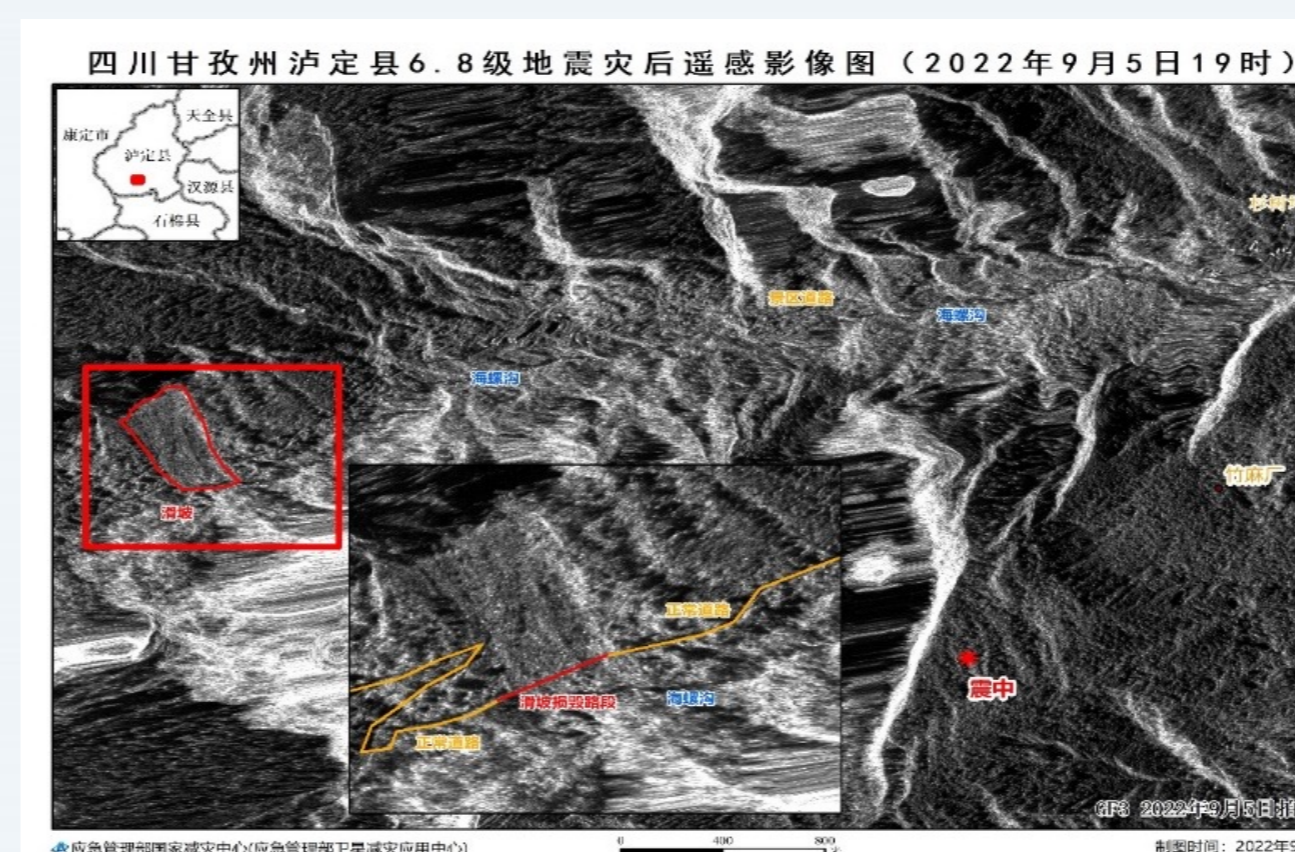 四川甘孜州泸定县6.8级地震灾后遥感影像图（2022年9月5日19时）
天全县
康定市
泸定县
汉源县
石棉县
杉树
景区道路
海螺沟
海螺沟
竹麻厂
滑坡
正常道路
震中
滑坡损毁路段
海螺沟
正常道路
GF3 2022年9月5日拍
0 400 800
应急管理部国家减灾中心(应急管理部卫星减灾应用中心)
制图时间：2022年9